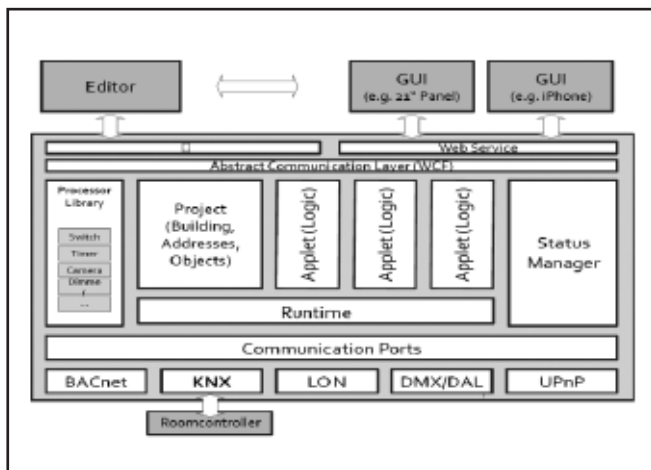 Editor
GUI
(e.g. 21" Panel)
GUI
(e.g. iPhone)
Web Service
Abstract Communication Layer (WCF)
Processor
Library
Switch
Timer
Camera
Dimme
r
...
Project
(Building,
Addresses,
Objects)
Applet (Logic)
Applet (Logic)
Applet (Logic)
Status
Manager
Runtime
Communication Ports
BACnet
KNX
LON
DMX/DAL
UPnP
Roomcontroller